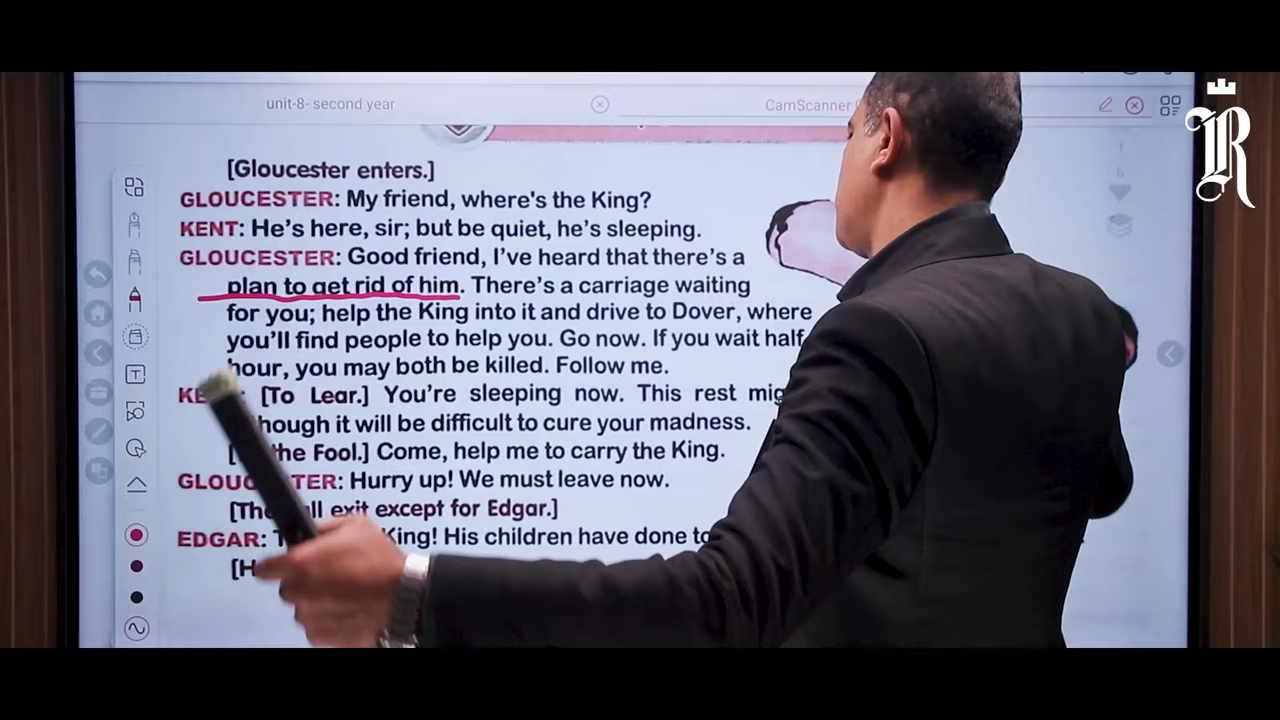 unit-8- second year
CamScanner
[Gloucester enters.]
GLOUCESTER: My friend, where's the King?
KENT: He's here, sir; but be quiet, he's sleeping.
GLOUCESTER: Good friend, I've heard that there's a
plan to get rid of him. There's a carriage waiting
for you; help the King into it and drive to Dover, where
you'll find people to help you. Go now. If you wait half
hour, you may both be killed. Follow me.
[To Lear.] You're sleeping now. This rest
it will be difficult to cure your madness.
the Fool.] Come, help me to carry the King.
Hurry up! We must leave now.
exit except for Edgar.]
EDGAR: King! His children have done
R